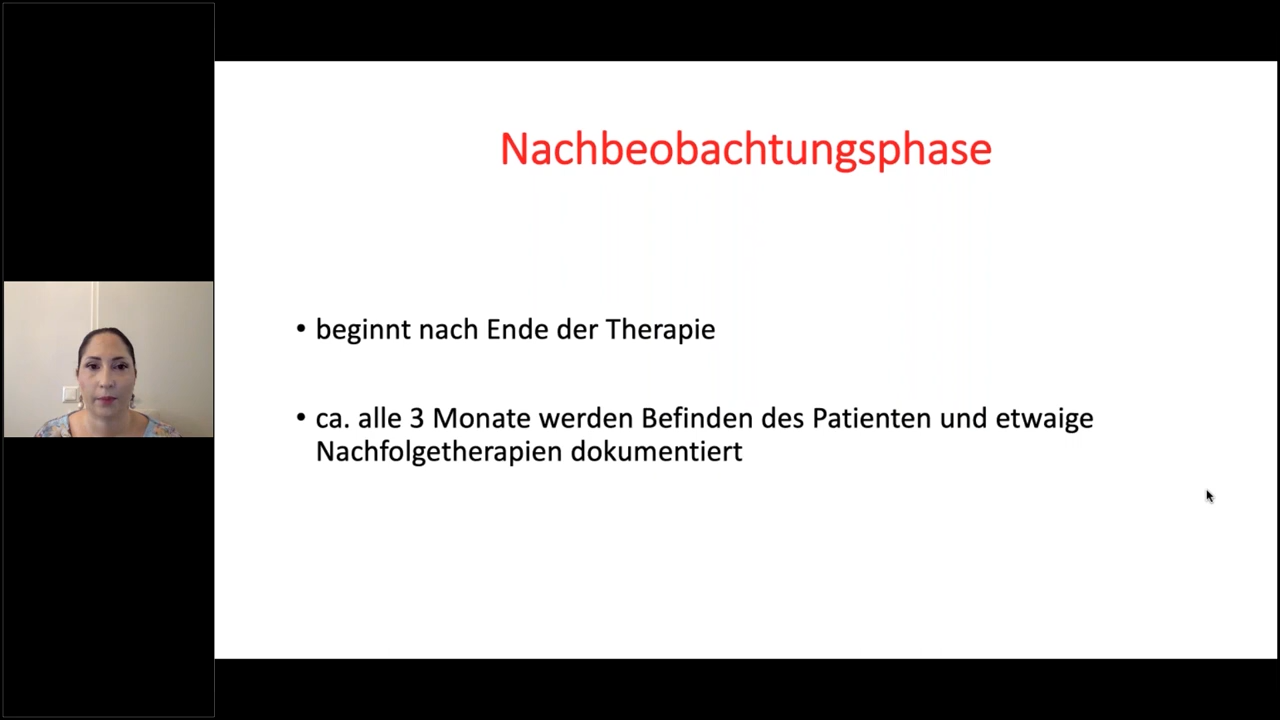 Nachbeobachtungsphase
• beginnt nach Ende der Therapie
• ca. alle 3 Monate werden Befinden des Patienten und etwaige
Nachfolgetherapien dokumentiert